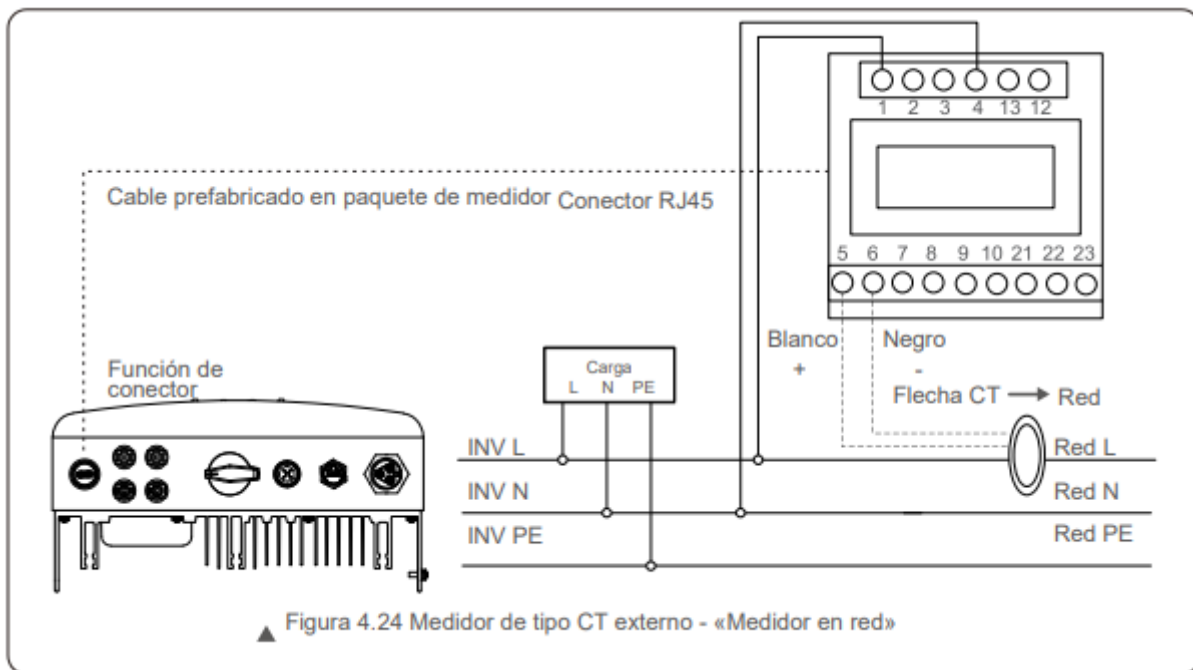 1 2 3 4 13 12
Cable prefabricado en paquete de medidor Conector RJ45
5 6 7 8 9 10 21 22 23
Blanco Negro
+ -
Flecha CT → Red
Función de
conector
Carga
L N PE
INV L Red L
INV N Red N
INV PE Red PE
▲ Figura 4.24 Medidor de tipo CT externo - «Medidor en red»